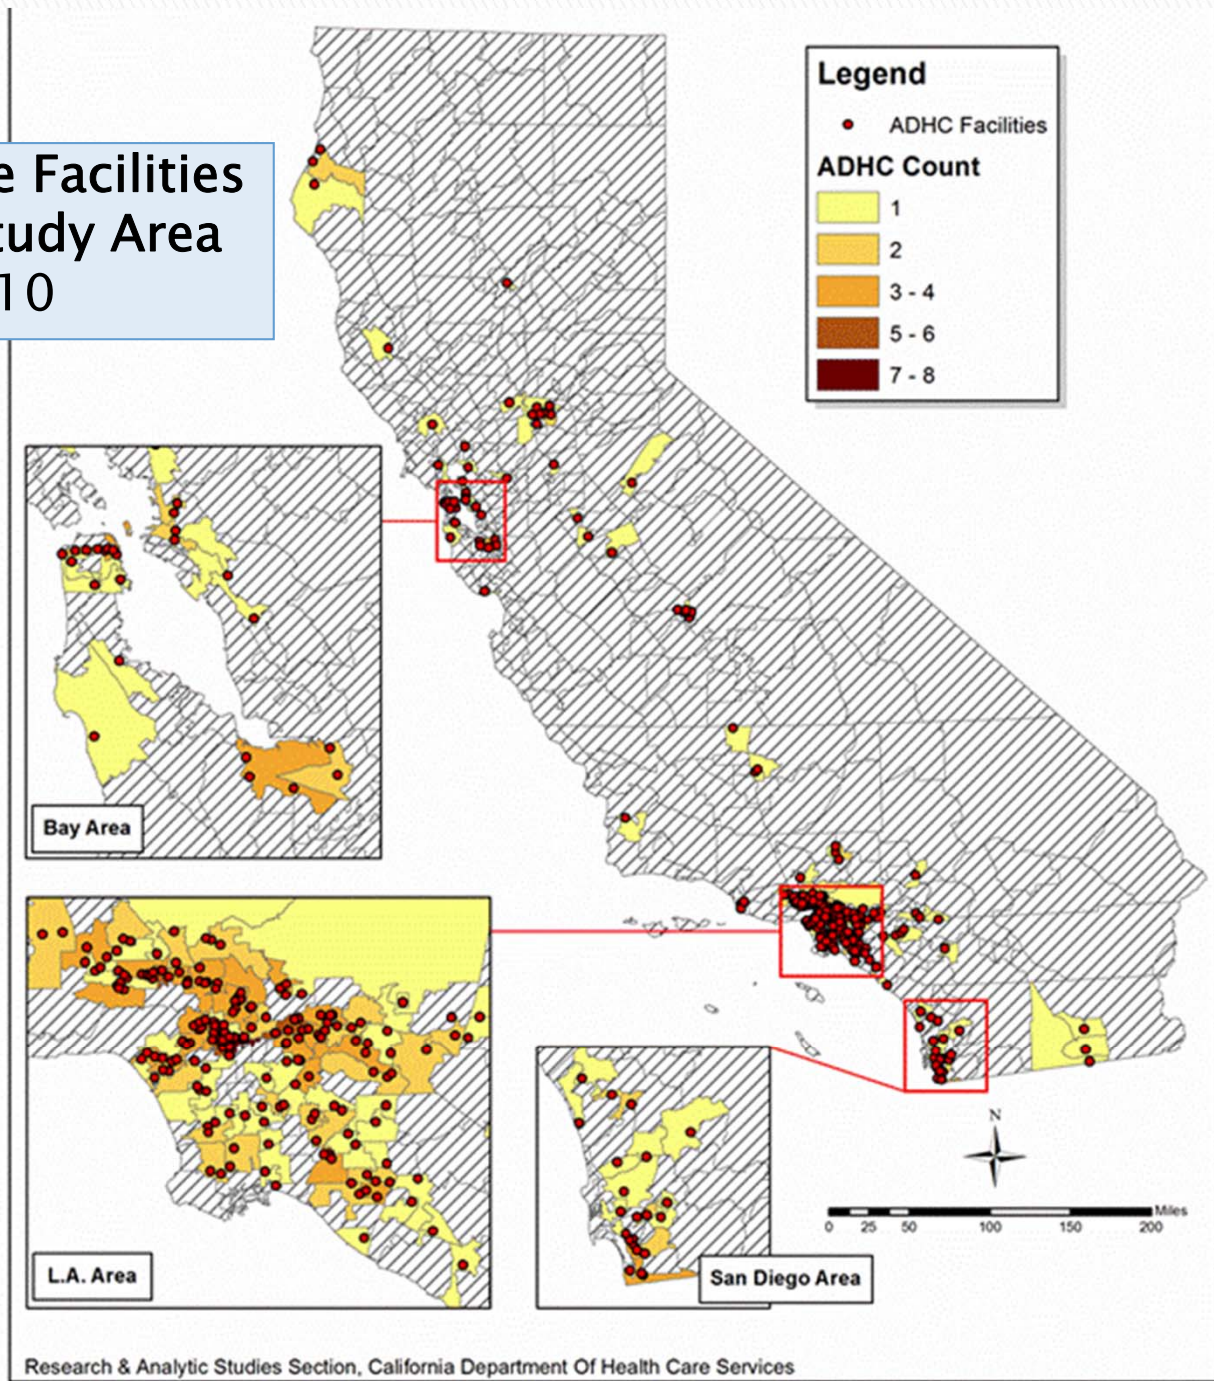 e Facilities
tudy Area
10
Legend
ADHC Facilities
ADHC Count
1
2
3 - 4
5 - 6
7 - 8
Bay Area
L.A. Area
San Diego Area
N
Miles
0 25 50 100 150 200
Research & Analytic Studies Section, California Department Of Health Care Services